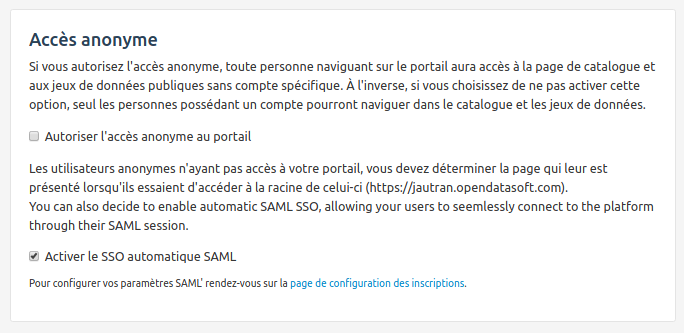 Accès anonyme
Si vous autorisez l'accès anonyme, toute personne naviguant sur le portail aura accès à la page de catalogue et
aux jeux de données publiques sans compte spécifique. À l'inverse, si vous choisissez de ne pas activer cette
option, seul les personnes possédant un compte pourront naviguer dans le catalogue et les jeux de données.
Autoriser l'accès anonyme au portail
Les utilisateurs anonymes n'ayant pas accès à votre portail, vous devez déterminer la page qui leur est
présenté lorsqu'ils essaient d'accéder à la racine de celui-ci (https://jautran.opendatasoft.com).
You can also decide to enable automatic SAML SSO, allowing your users to seemlessly connect to the platform
through their SAML session.
Activer le SSO automatique SAML
Pour configurer vos paramètres SAML' rendez-vous sur la page de configuration des inscriptions.